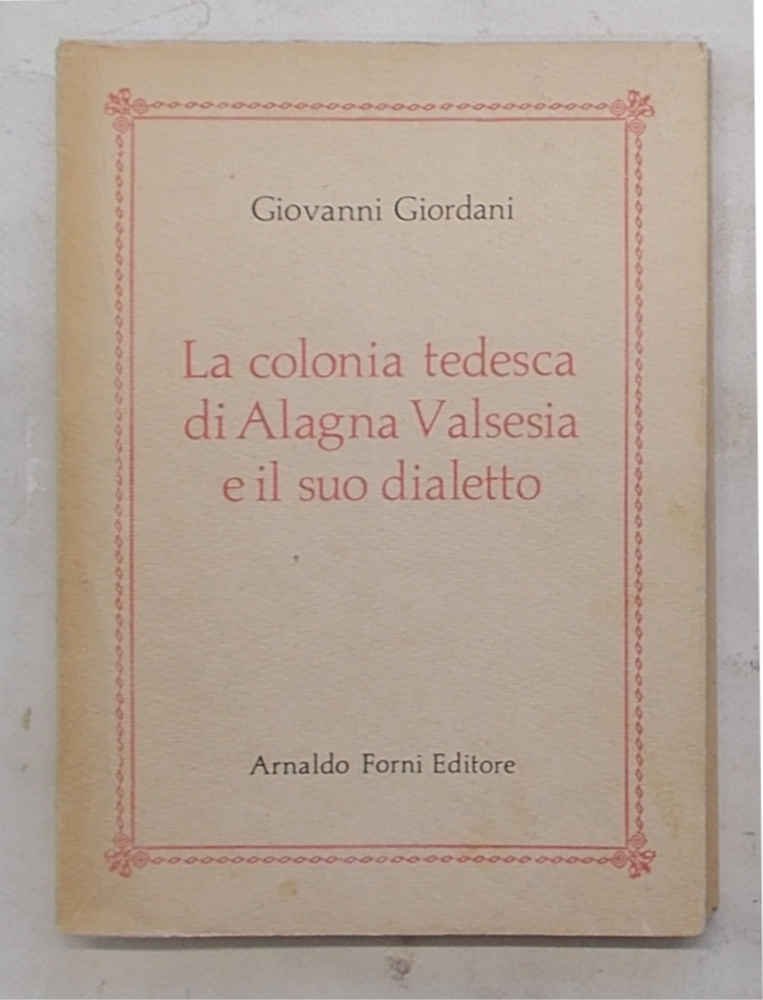 Giovanni Giordani
La colonia tedesca
di Alagna Valsesia
e il suo dialetto
Arnaldo Forni Editore